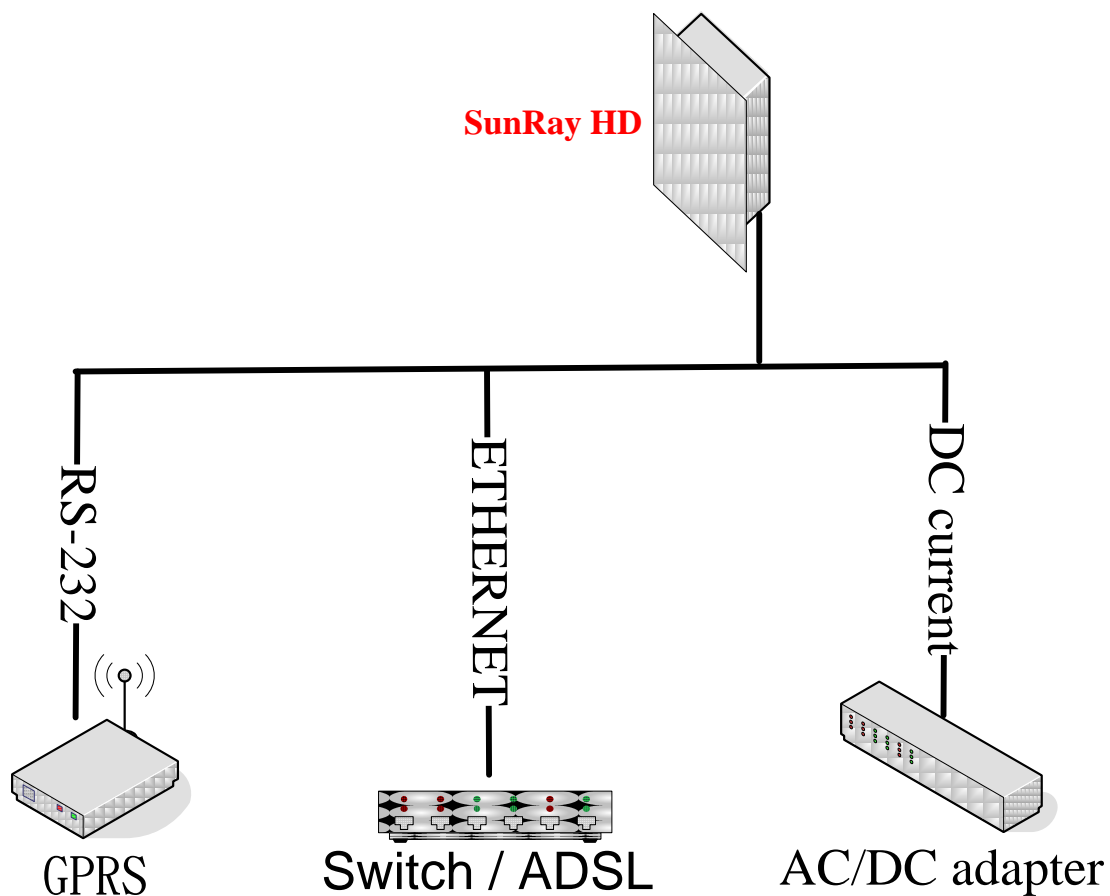 SunRay HD
RS-232
ETHERNET
DC current
GPRS
Switch / ADSL
AC/DC adapter